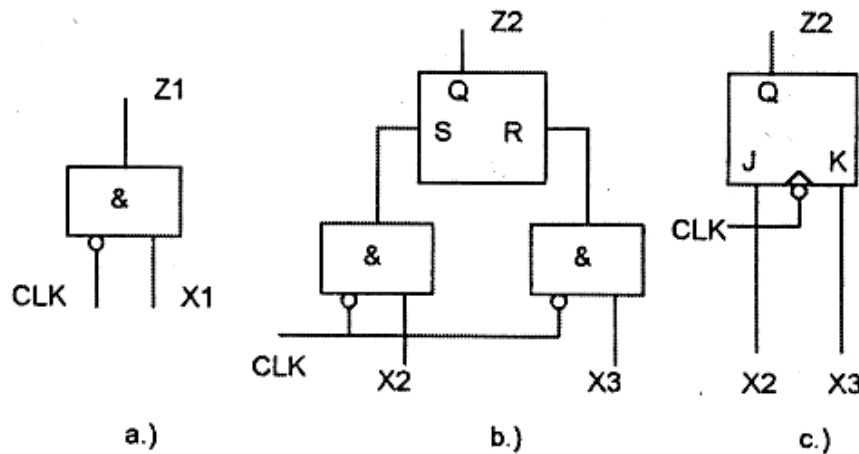 Z1
&
CLK X1
a.)
Z2
Q
S R
& &
CLK X2 X3
b.)
Z2
Q
J K
CLK
X2 X3
c.)